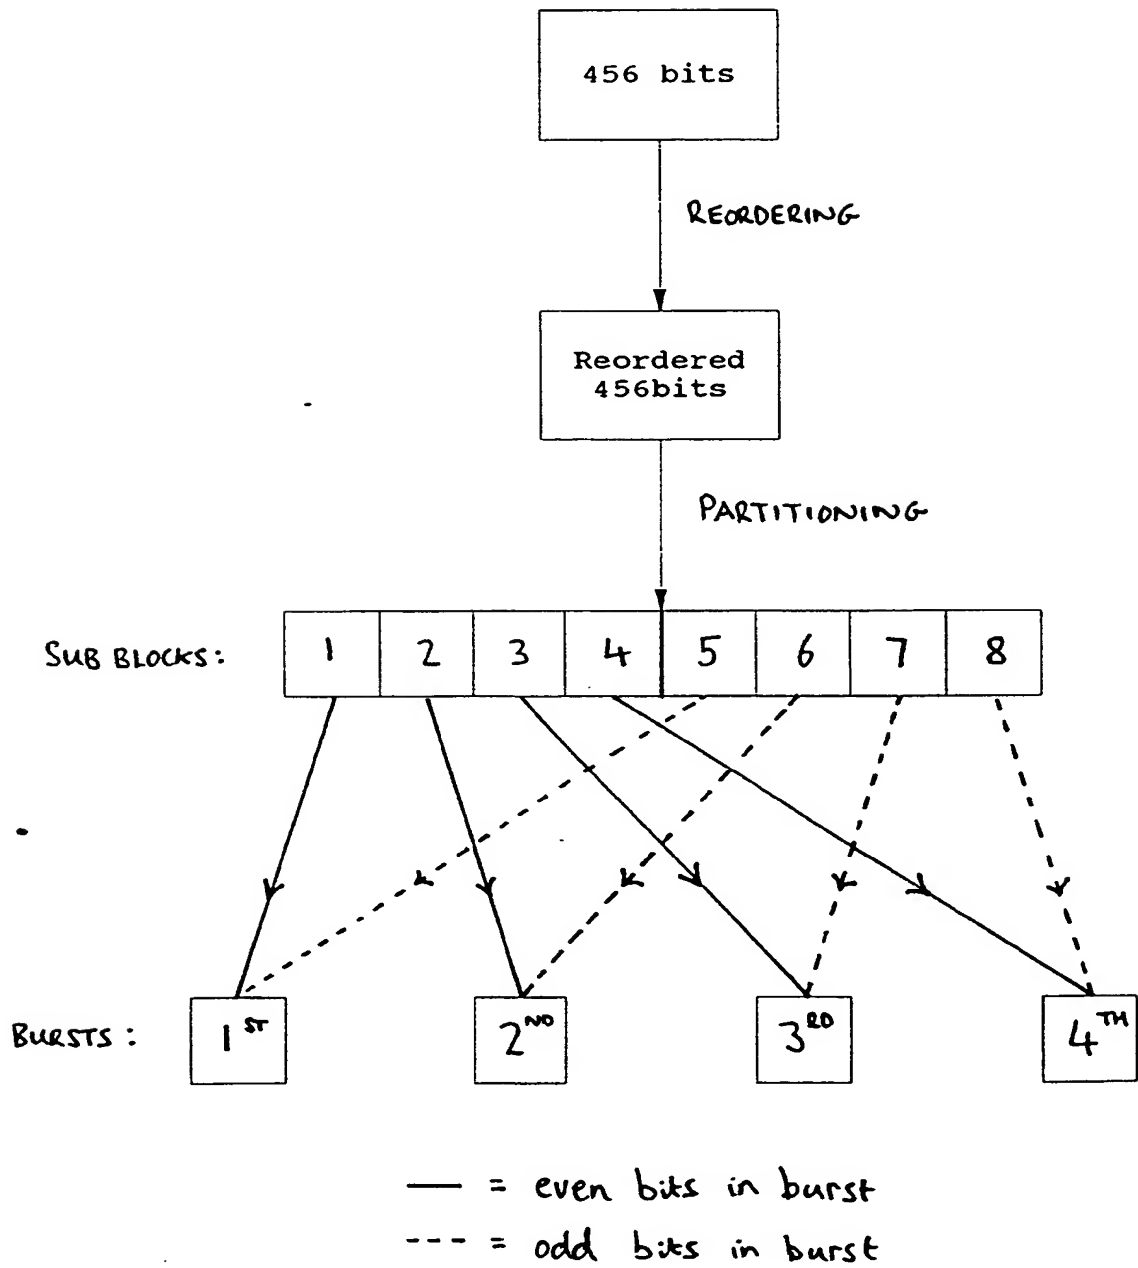 456 bits
REORDERING
Reordered
456bits
PARTITIONING
SUB BLOCKS: 1 2 3 4 5 6 7 8
BURSTS: 1ST 2ND 3RD 4TH
— = even bits in burst
--- = odd bits in burst